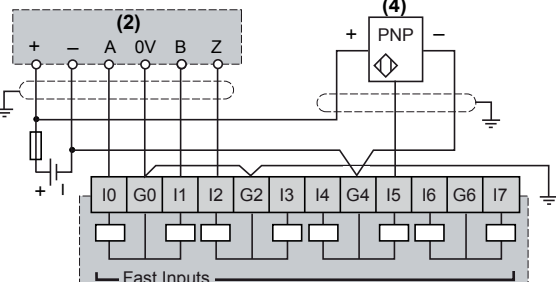 (2)
(4)
+ – A 0V B Z
+ PNP –
+ –
I0 G0 I1 I2 G2 I3 I4 G4 I5 I6 G6 I7
Fast Inputs